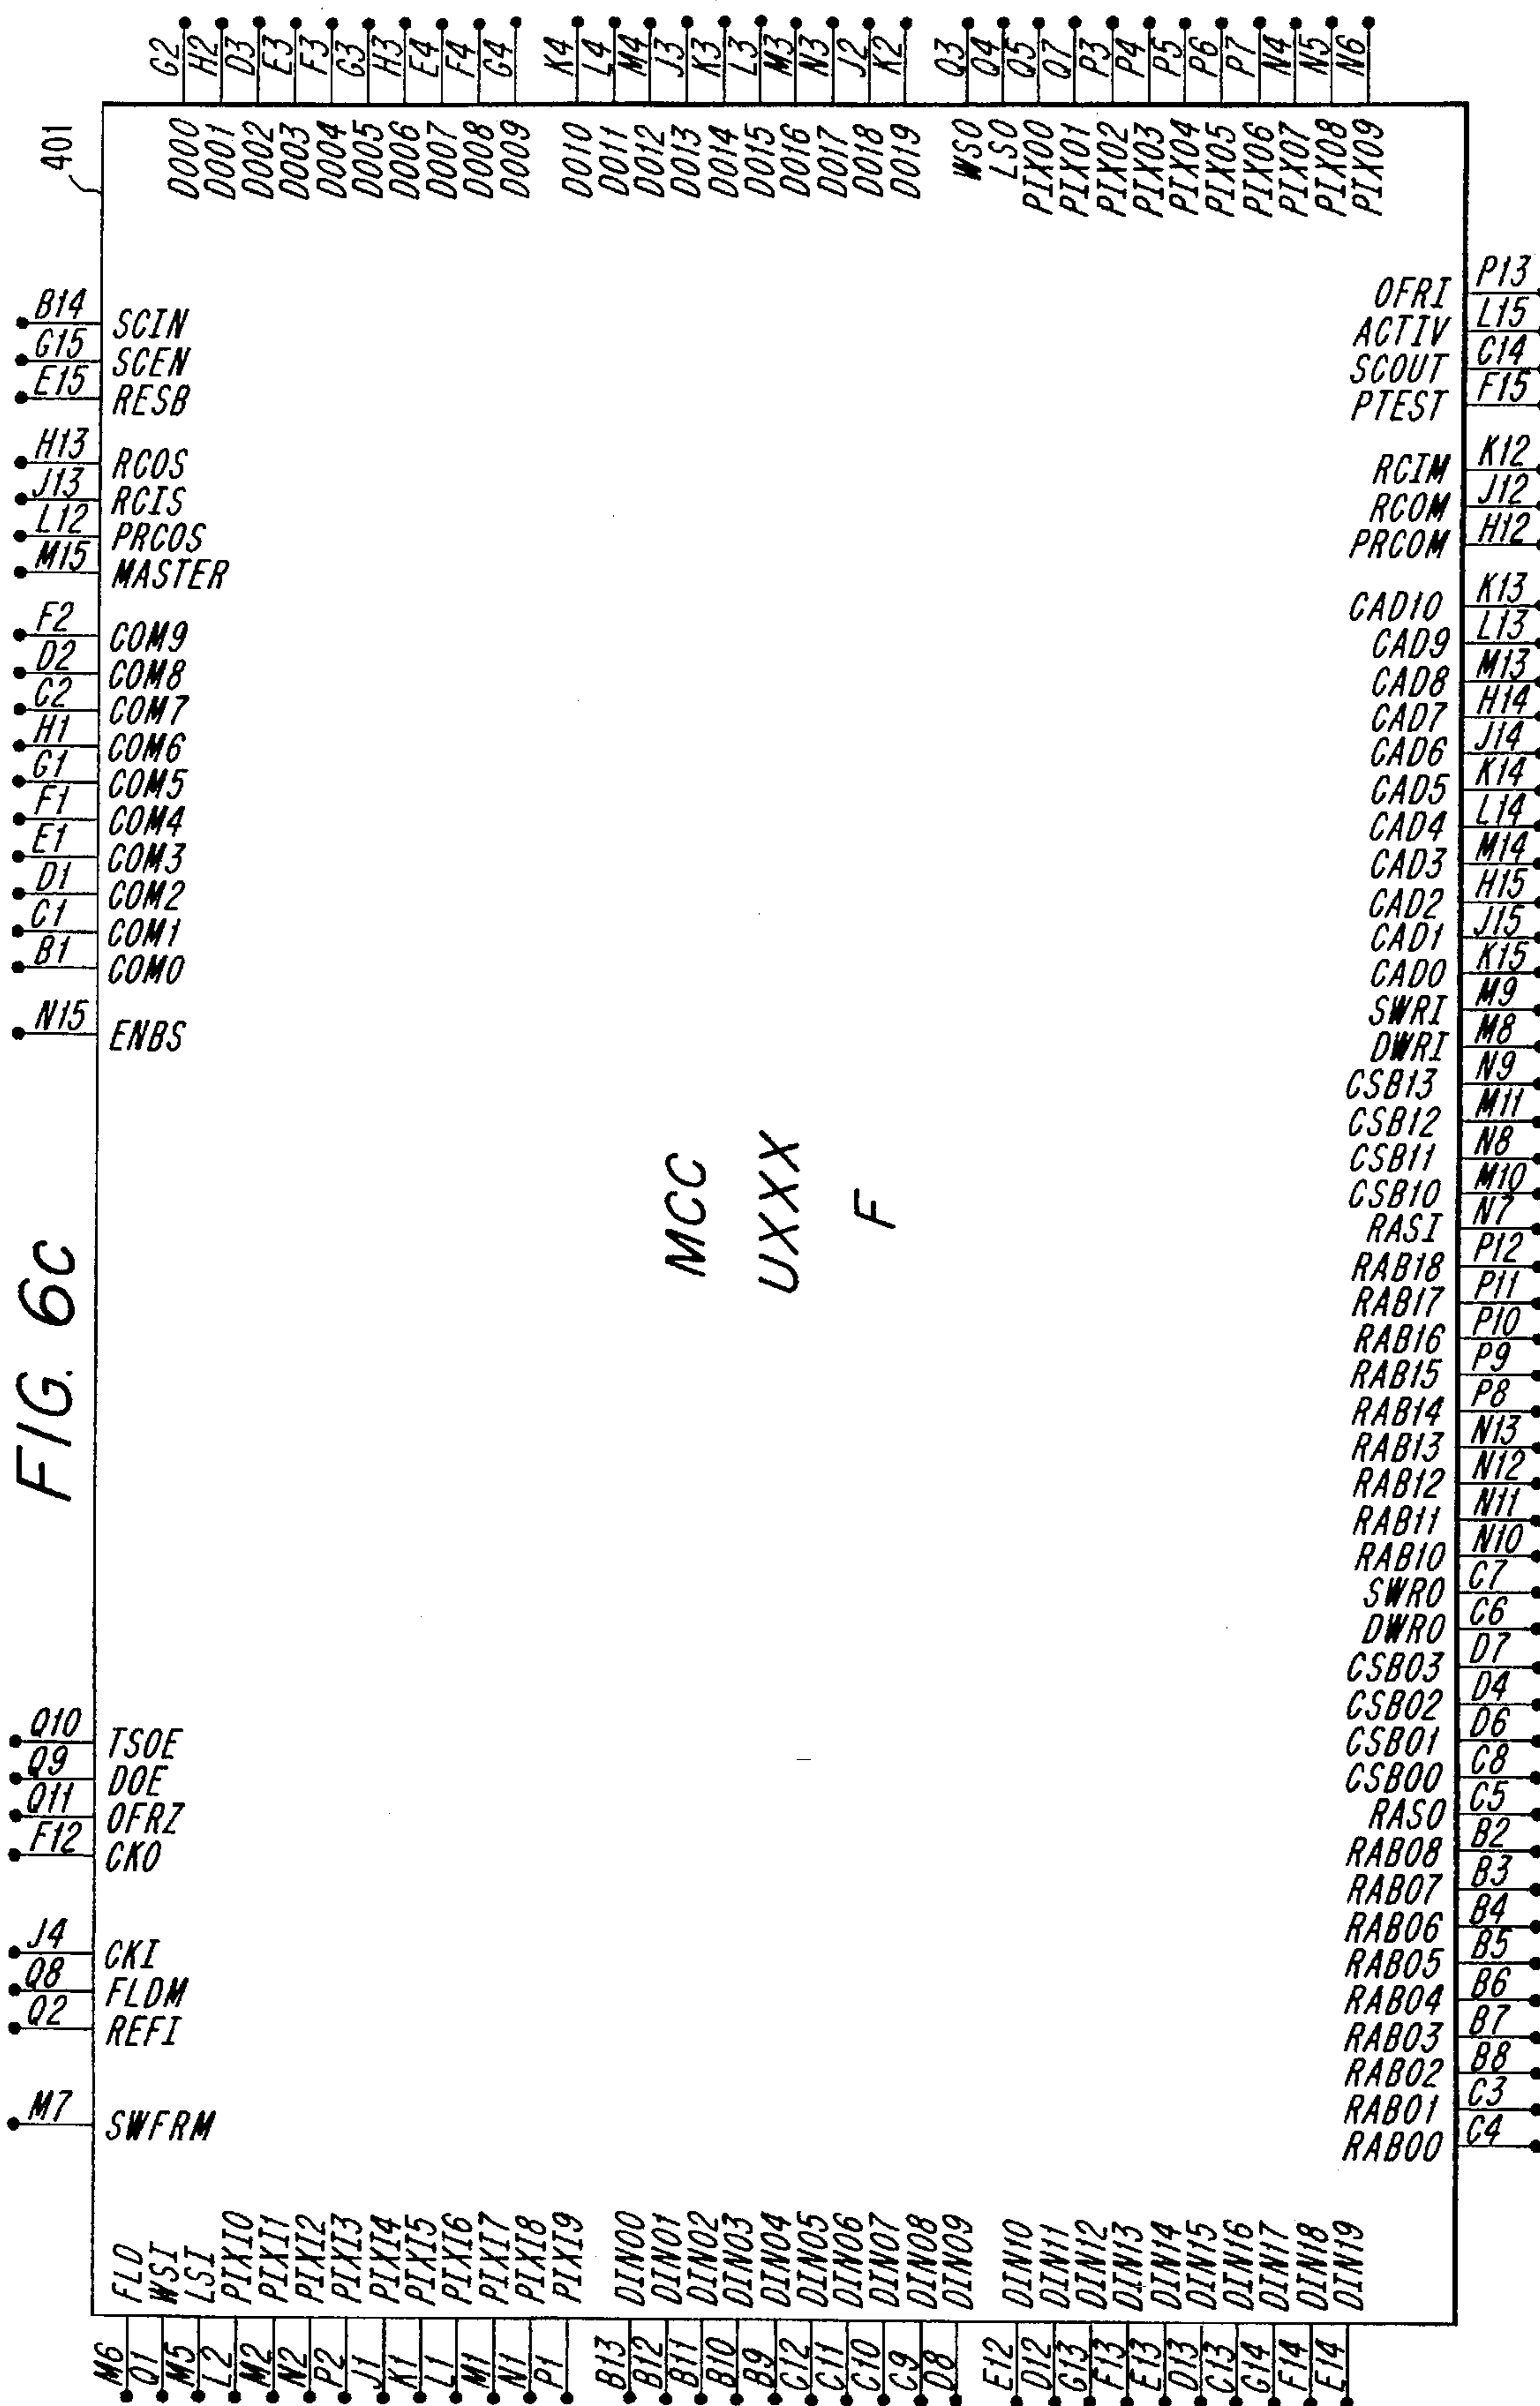 FIG. 6c
401
MCC
UXXX
F
M6 FLD
Q1 WSI
M5 LSI
L2 PIXI0
M2 PIXI1
N2 PIXI2
P2 PIXI3
J1 PIXI4
K1 PIXI5
L1 PIXI6
M1 PIXI7
N1 PIXI8
P1 PIXI9
B13 DIN00
B12 DIN01
B11 DIN02
B10 DIN03
B9 DIN04
C12 DIN05
C11 DIN06
C10 DIN07
C9 DIN08
D8 DIN09
E12 DIN10
D12 DIN11
G13 DIN12
F13 DIN13
E13 DIN14
D13 DIN15
C13 DIN16
G14 DIN17
F14 DIN18
E14 DIN19
M7 SWFRM
Q2 REFI
Q8 FLDM
J4 CKI
F12 CKO
Q11 OFRZ
Q9 DOE
Q10 TSOE
N15 ENBS
B1 COM0
C1 COM1
D1 COM2
E1 COM3
F1 COM4
G1 COM5
H1 COM6
C2 COM7
D2 COM8
F2 COM9
M15 MASTER
L12 PRCOS
J13 RCIS
H13 RCOS
E15 RESB
G15 SCEN
B14 SCIN
DO00 G2
DO01 H2
DO02 D3
DO03 E3
DO04 F3
DO05 G3
DO06 H3
DO07 E4
DO08 F4
DO09 G4
DO10 K4
DO11 L4
DO12 M4
DO13 J3
DO14 K3
DO15 L3
DO16 M3
DO17 N3
DO18 J2
DO19 K2
WSO Q3
LSO Q4
PIXO0 Q5
PIXO1 Q7
PIXO2 P3
PIXO3 P4
PIXO4 P5
PIXO5 P6
PIXO6 P7
PIXO7 N4
PIXO8 N5
PIXO9 N6
RAB00 C4
RAB01 C3
RAB02 B8
RAB03 B7
RAB04 B6
RAB05 B5
RAB06 B4
RAB07 B3
RAB08 B2
RAS0 C5
CSB00 C8
CSB01 D6
CSB02 D4
CSB03 D7
DWR0 C6
SWR0 C7
RAB10 N10
RAB11 N11
RAB12 N12
RAB13 N13
RAB14 P8
RAB15 P9
RAB16 P10
RAB17 P11
RAB18 P12
RASI N7
CSB10 M10
CSB11 N8
CSB12 M11
CSB13 N9
DWRI M8
SWRI M9
CAD0 K15
CAD1 J15
CAD2 H15
CAD3 M14
CAD4 L14
CAD5 K14
CAD6 J14
CAD7 H14
CAD8 M13
CAD9 L13
CAD10 K13
PRCOM H12
RCOM J12
RCIM K12
PTEST F15
SCOUT C14
ACTIV L15
OFRI P13